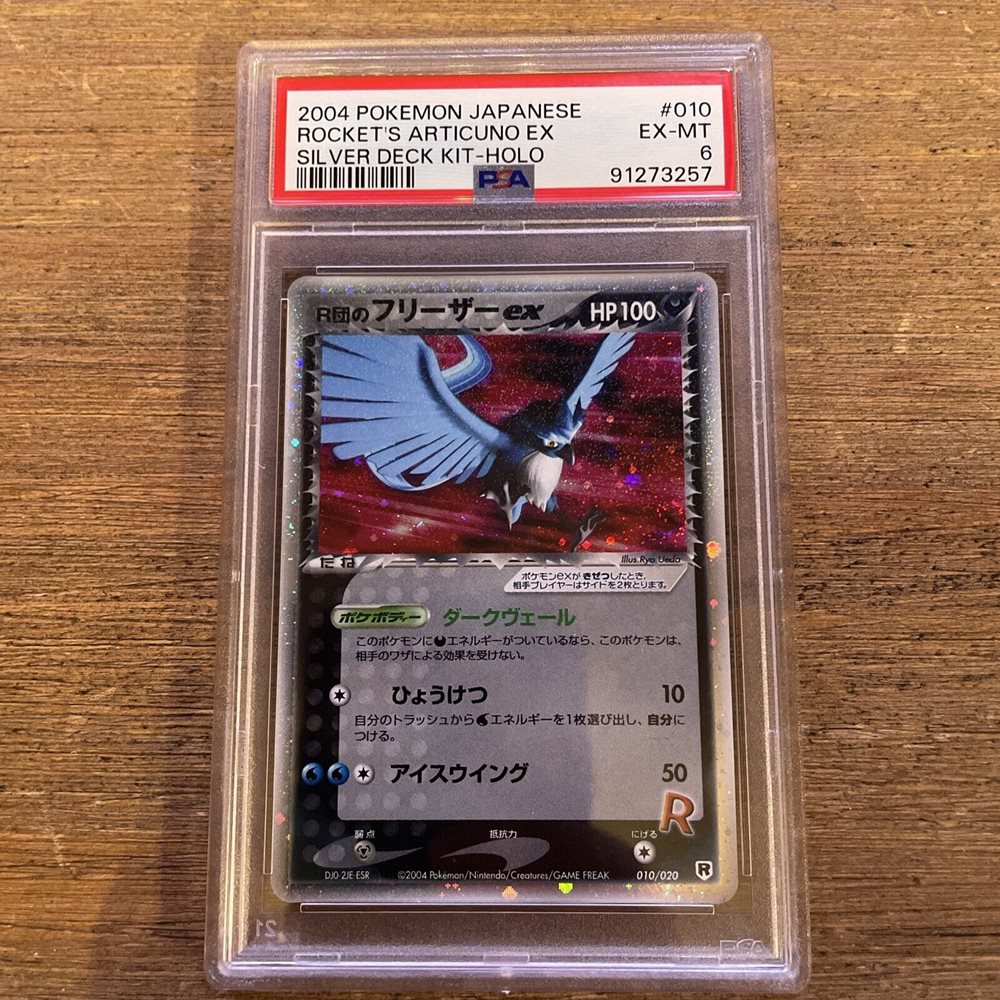 2004 POKEMON JAPANESE #010
ROCKET'S ARTICUNO EX EX-MT
SILVER DECK KIT-HOLO 6
PSA 91273257
R団のフリーザーex HP100
たね Illus.Ryo Ueda
ポケモンexが きぜつしたとき、
相手プレイヤーはサイドを2枚とります。
ポケボディー ダークヴェール
このポケモンにエネルギーがついているなら、このポケモンは、
相手のワザによる効果を受けない。
ひょうけつ 10
自分のトラッシュからエネルギーを1枚選び出し、自分に
つける。
アイスウイング 50
R
弱点 抵抗力 にげる
DJ0-2JE-ESR ©2004 Pokémon/Nintendo/Creatures/GAME FREAK 010/020 R
21 PSA